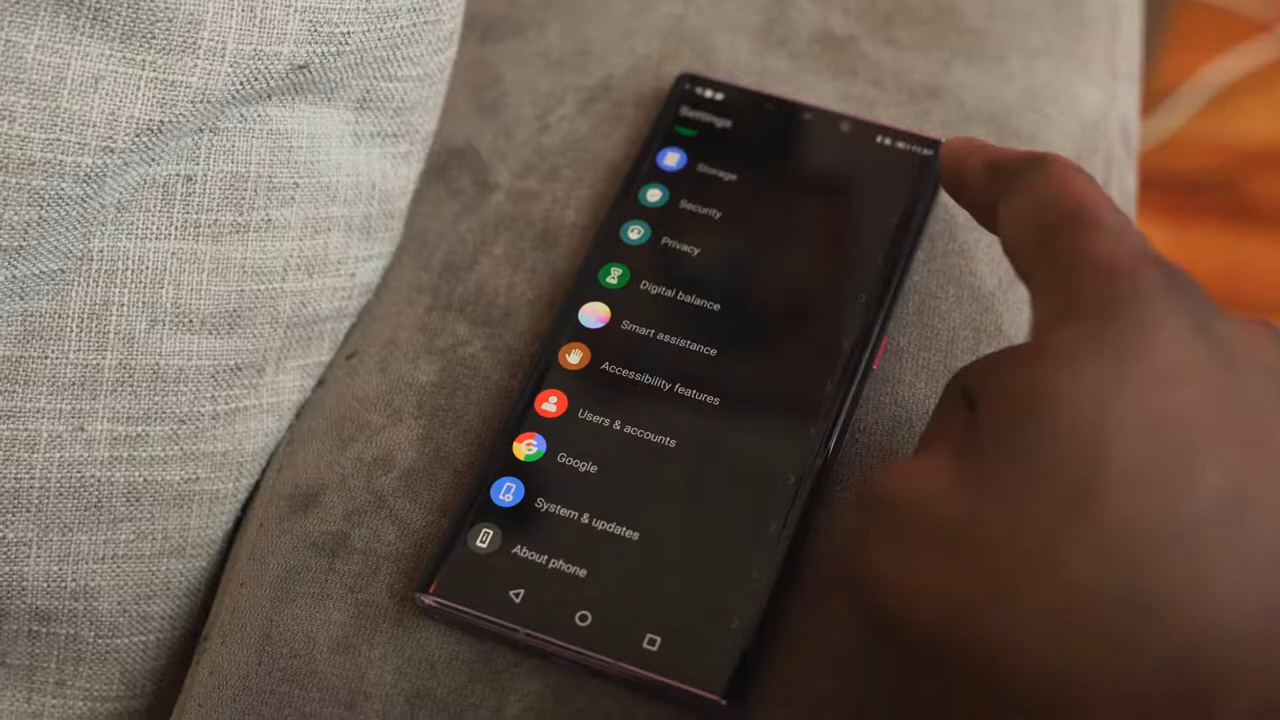 Settings
Storage
Security
Privacy
Digital balance
Smart assistance
Accessibility features
Users & accounts
Google
System & updates
About phone